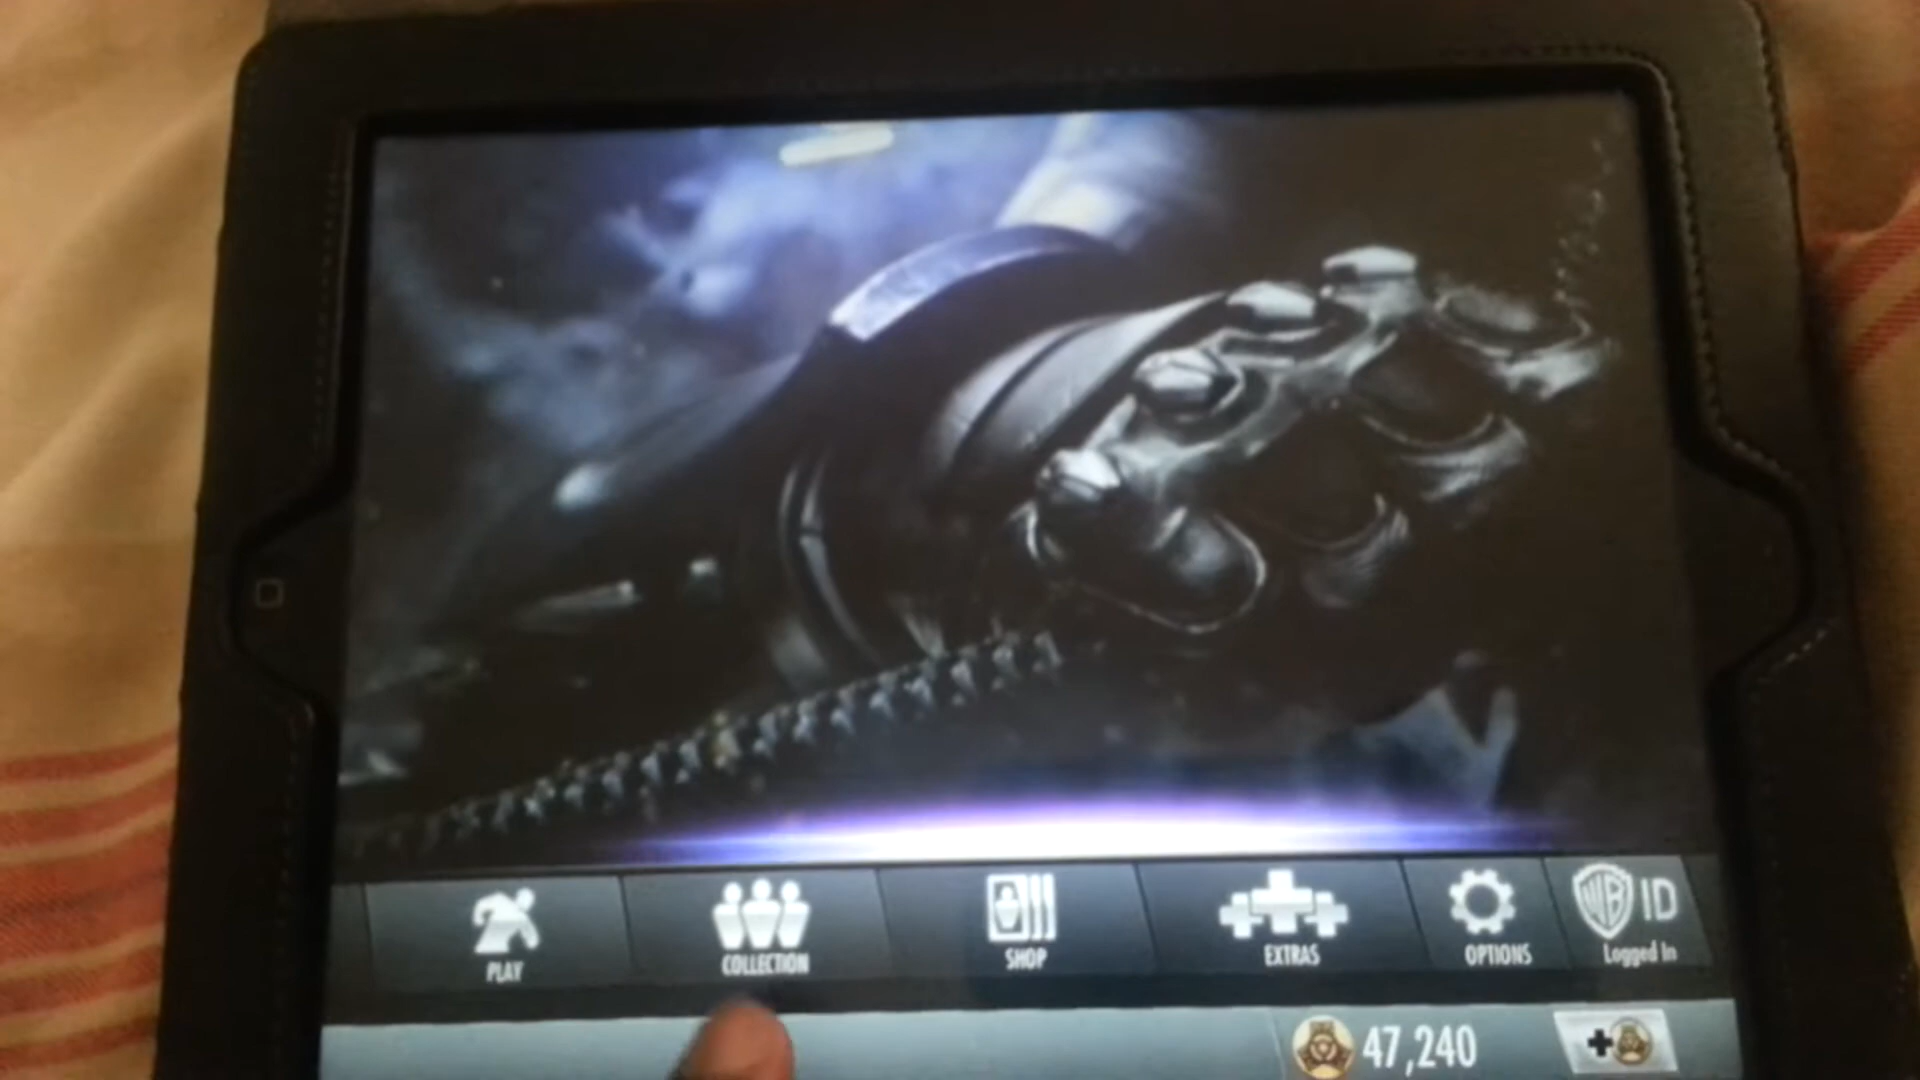 PLAY
COLLECTION
SHOP
EXTRAS
OPTIONS
WB ID
Logged In
47,240